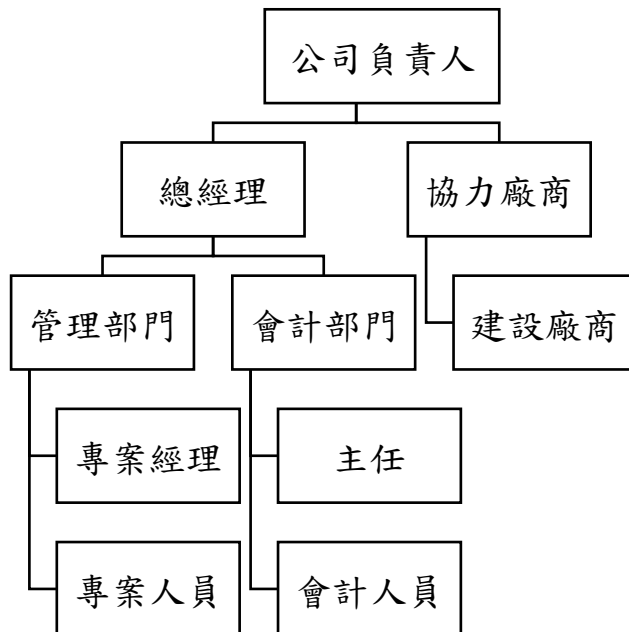 公司負責人
總經理
協力廠商
管理部門
會計部門
建設廠商
專案經理
主任
專案人員
會計人員